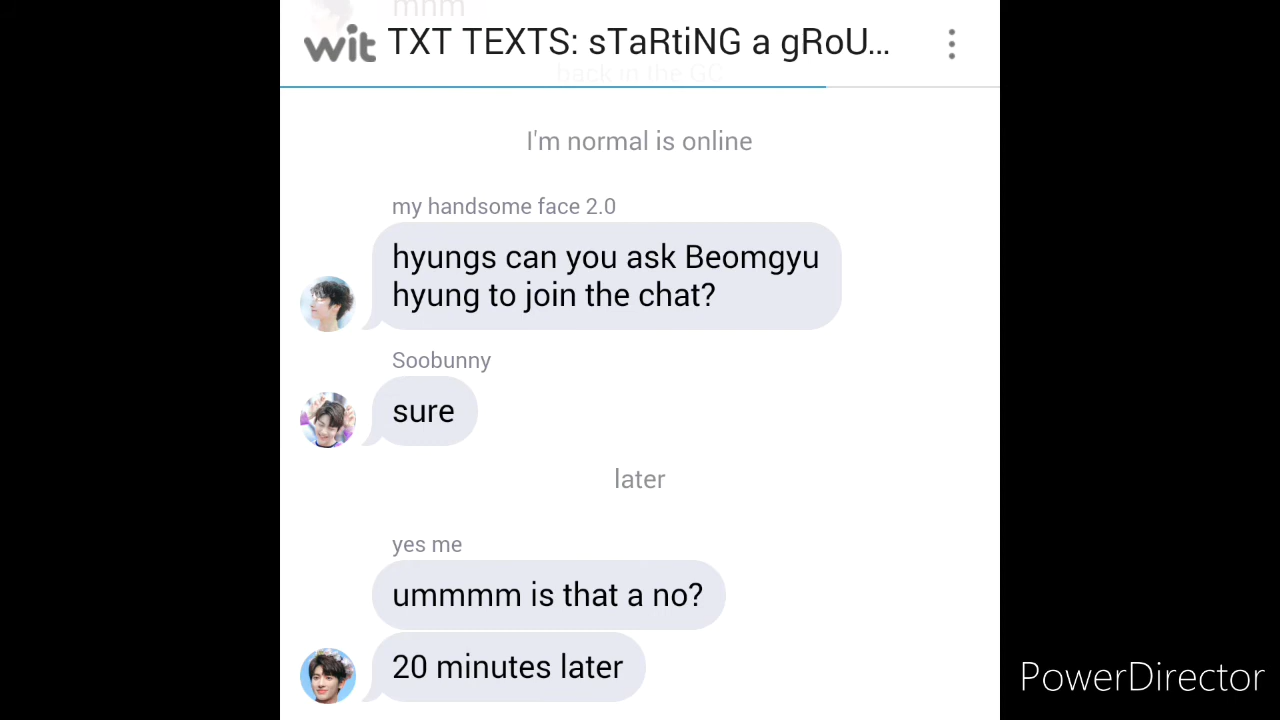 mhm
wit TXT TEXTS: sTaRtiNG a gRoU...
back in the GC
I'm normal is online
my handsome face 2.0
hyungs can you ask Beomgyu
hyung to join the chat?
Soobunny
sure
later
yes me
ummmm is that a no?
20 minutes later
PowerDirector